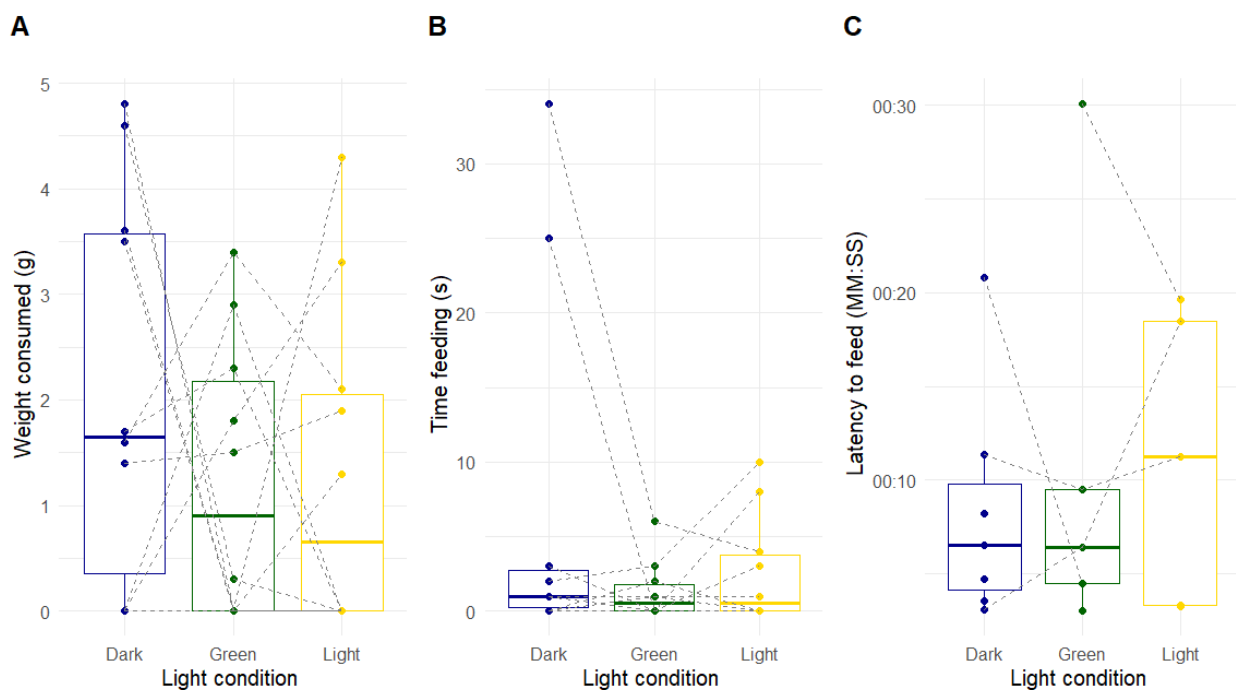 A
B
C
Weight consumed (g)
5
4
3
2
1
0
Dark
Green
Light
Light condition
Time feeding (s)
30
20
10
0
Dark
Green
Light
Light condition
Latency to feed (MM:SS)
00:30
00:20
00:10
Dark
Green
Light
Light condition